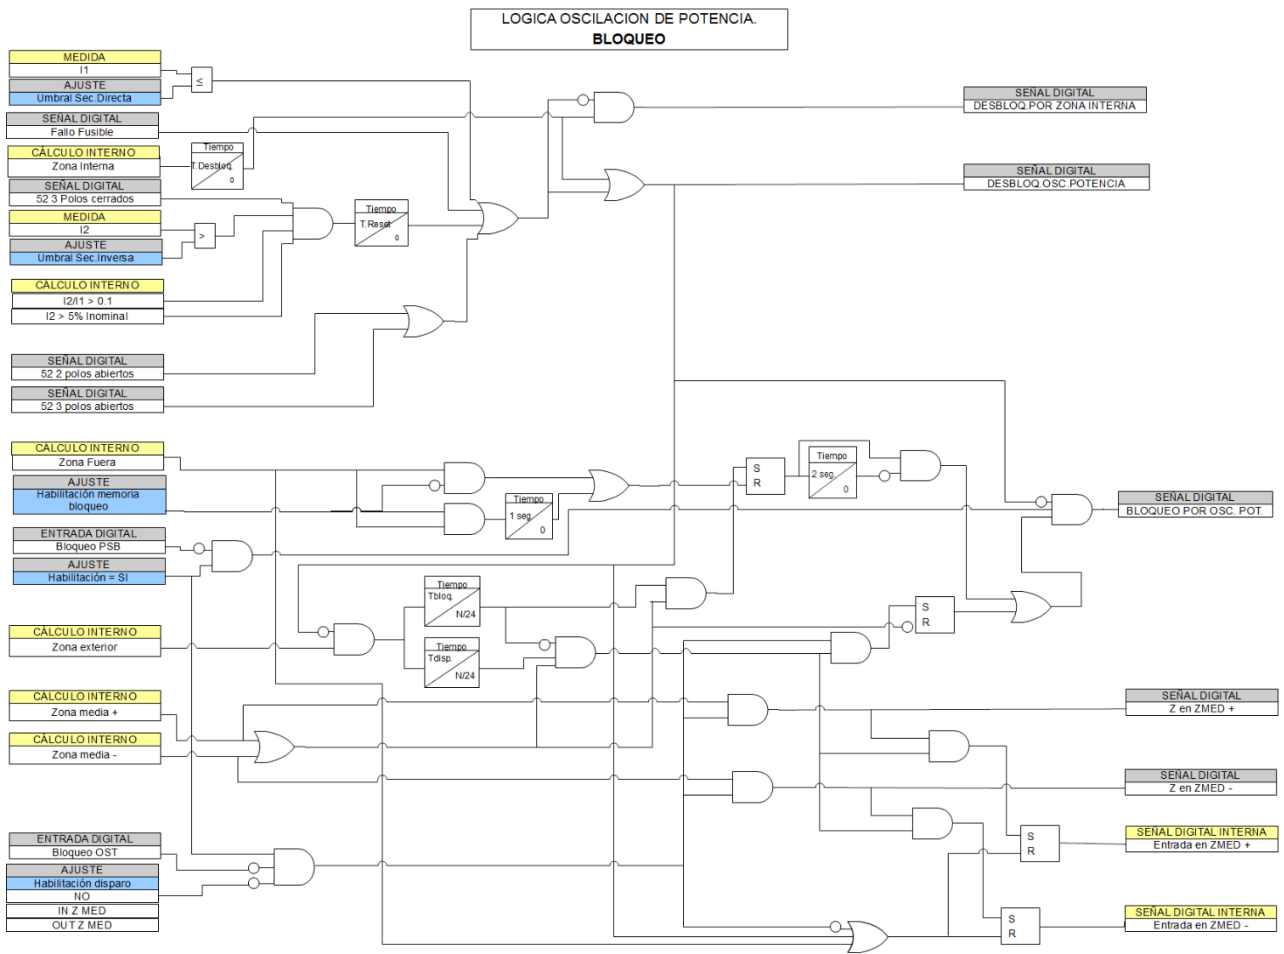 LOGICA OSCILACION DE POTENCIA.
BLOQUEO
MEDIDA
I1
AJUSTE
Umbral Sec.Directa
≤
SEÑAL DIGITAL
Fallo Fusible
CÁLCULO INTERNO
Zona Interna
Tiempo
T.Desbloq.
0
SEÑAL DIGITAL
52 3 Polos cerrados
MEDIDA
I2
AJUSTE
Umbral Sec.Inversa
>
Tiempo
T.Reset
0
CÁLCULO INTERNO
I2/I1 > 0.1
I2 > 5% Inominal
SEÑAL DIGITAL
52 2 polos abiertos
SEÑAL DIGITAL
52 3 polos abiertos
SEÑAL DIGITAL
DESBLOQ.POR ZONA INTERNA
SEÑAL DIGITAL
DESBLOQ.OSC.POTENCIA
CÁLCULO INTERNO
Zona Fuera
AJUSTE
Habilitación memoria
bloqueo
Tiempo
1 seg.
0
S
R
Tiempo
2 seg.
0
SEÑAL DIGITAL
BLOQUEO POR OSC. POT.
ENTRADA DIGITAL
Bloqueo PSB
AJUSTE
Habilitación = SI
Tiempo
Tbloq.
N/24
Tiempo
Tdisp.
N/24
S
R
CÁLCULO INTERNO
Zona exterior
CÁLCULO INTERNO
Zona media +
CÁLCULO INTERNO
Zona media -
SEÑAL DIGITAL
Z en ZMED +
SEÑAL DIGITAL
Z en ZMED -
ENTRADA DIGITAL
Bloqueo OST
AJUSTE
Habilitación disparo
NO
IN Z MED
OUT Z MED
S
R
SEÑAL DIGITAL INTERNA
Entrada en ZMED +
S
R
SEÑAL DIGITAL INTERNA
Entrada en ZMED -